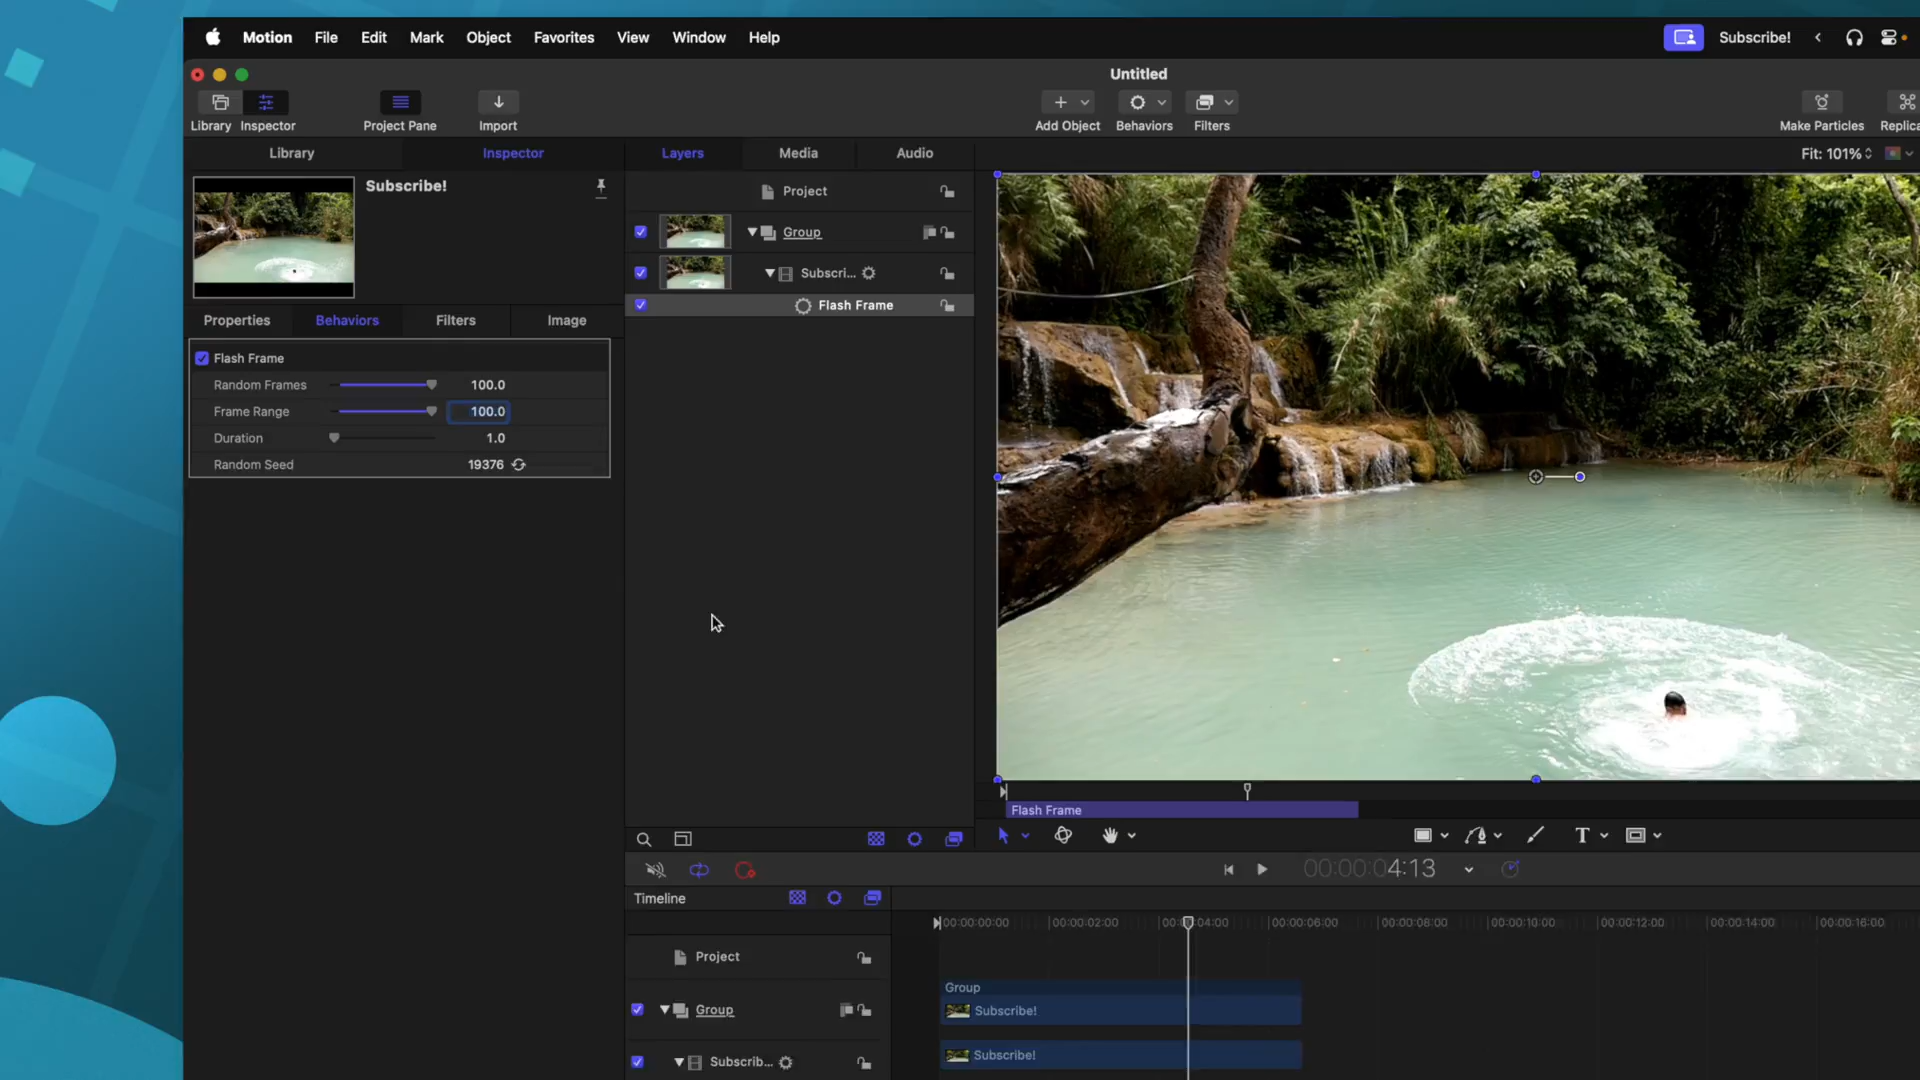 Motion File Edit Mark Object Favorites View Window Help Subscribe!
Untitled
Library Inspector Project Pane Import Add Object Behaviors Filters Make Particles Replica
Library Inspector Layers Media Audio Fit: 101%
Subscribe!
Project
Group
Subscri...
Flash Frame
Properties Behaviors Filters Image
Flash Frame
Random Frames 100.0
Frame Range 100.0
Duration 1.0
Random Seed 19376
Flash Frame
T
00:00:04:13
Timeline
00:00:00:00 00:00:02:00 00:00:04:00 00:00:06:00 00:00:08:00 00:00:10:00 00:00:12:00 00:00:14:00 00:00:16:00
Project
Group
Group
Subscribe!
Subscrib...
Subscribe!